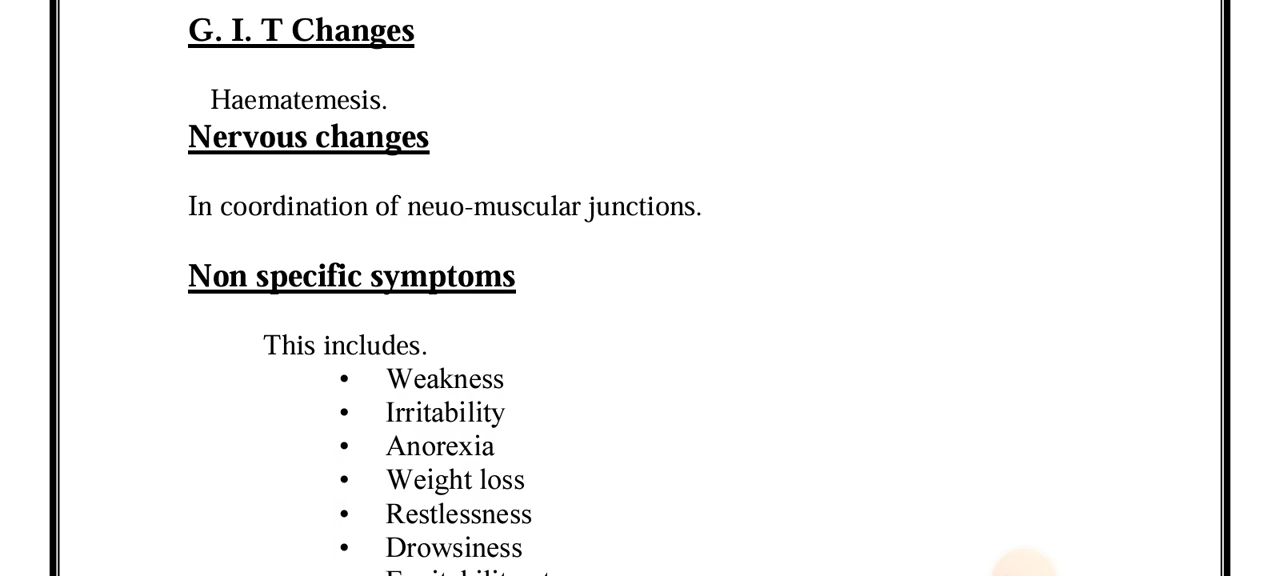 G. I. T Changes
Haematemesis.
Nervous changes
In coordination of neuo-muscular junctions.
Non specific symptoms
This includes.
• Weakness
• Irritability
• Anorexia
• Weight loss
• Restlessness
• Drowsiness